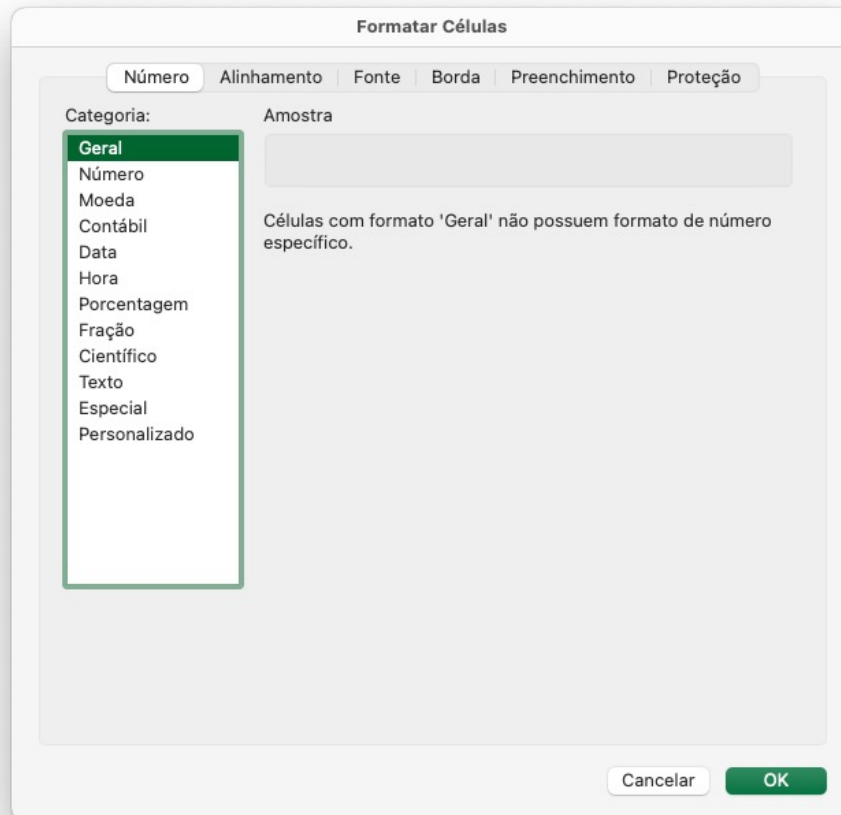 Formatar Células
Número Alinhamento Fonte Borda Preenchimento Proteção
Categoria:
Geral
Número
Moeda
Contábil
Data
Hora
Porcentagem
Fração
Científico
Texto
Especial
Personalizado
Amostra
Células com formato 'Geral' não possuem formato de número
específico.
Cancelar OK